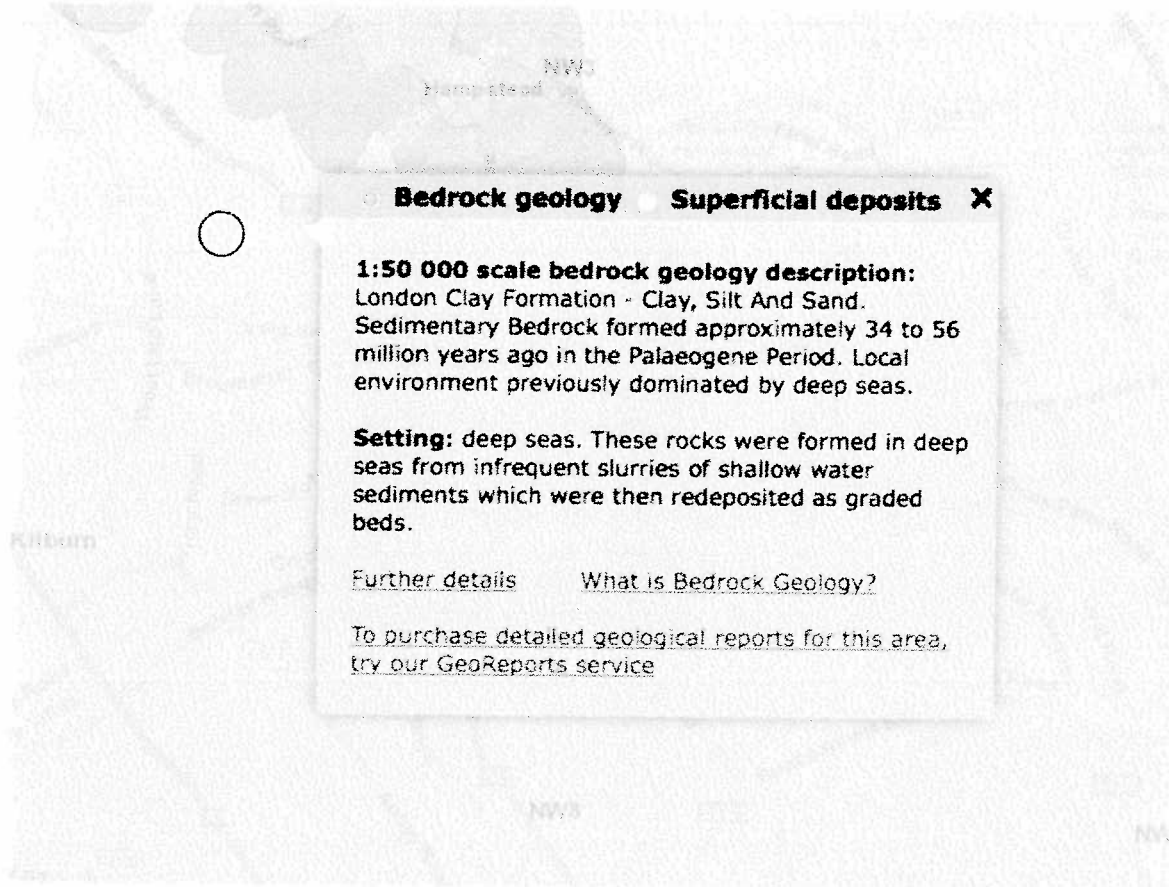 NW3
Hampstead
Bedrock geology Superficial deposits X
1:50 000 scale bedrock geology description:
London Clay Formation - Clay, Silt And Sand.
Sedimentary Bedrock formed approximately 34 to 56
million years ago in the Palaeogene Period. Local
environment previously dominated by deep seas.
Setting: deep seas. These rocks were formed in deep
seas from infrequent slurries of shallow water
sediments which were then redeposited as graded
beds.
Kilburn
Further details What is Bedrock Geology?
To purchase detailed geological reports for this area,
try our GeoReports service
NW8